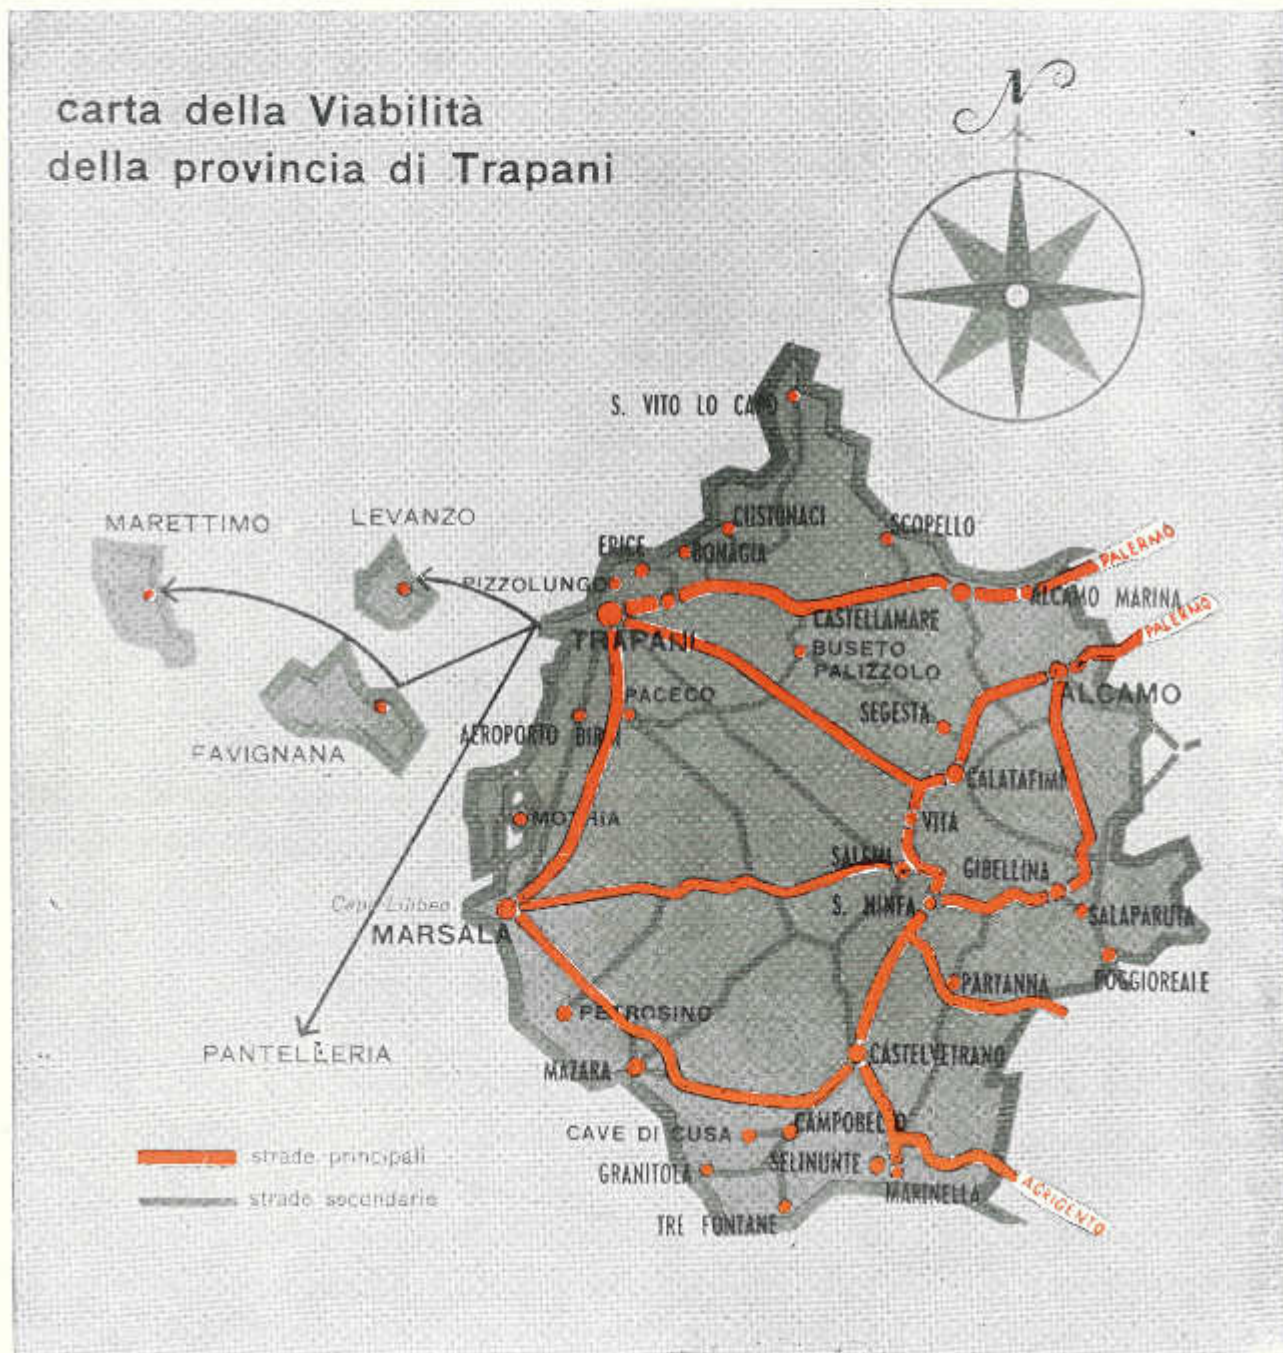 carta della Viabilità
della provincia di Trapani
N
S. VITO LO CAPO
MARETTIMO
LEVANZO
CUSTONACI
SCOPELLO
ERICE
BONAGIA
PALERMO
PIZZOLUNGO
ALCAMO MARINA
CASTELLAMARE
PALERMO
TRAPANI
BUSETO
PALIZZOLO
PACECO
ALCAMO
SEGESTA
AEROPORTO BIRGI
FAVIGNANA
CALATAFIMI
MOTHIA
VITA
SALEMI
GIBELLINA
Capo Lilibeo
S. NINFA
SALAPARUTA
MARSALA
PARTANNA
POGGIOREALE
PETROSINO
PANTELLERIA
CASTELVETRANO
MAZARA
CAMPOBELLO
CAVE DI CUSA
strade principali
SELINUNTE
GRANITOLA
MARINELLA
strade secondarie
AGRIGENTO
TRE FONTANE